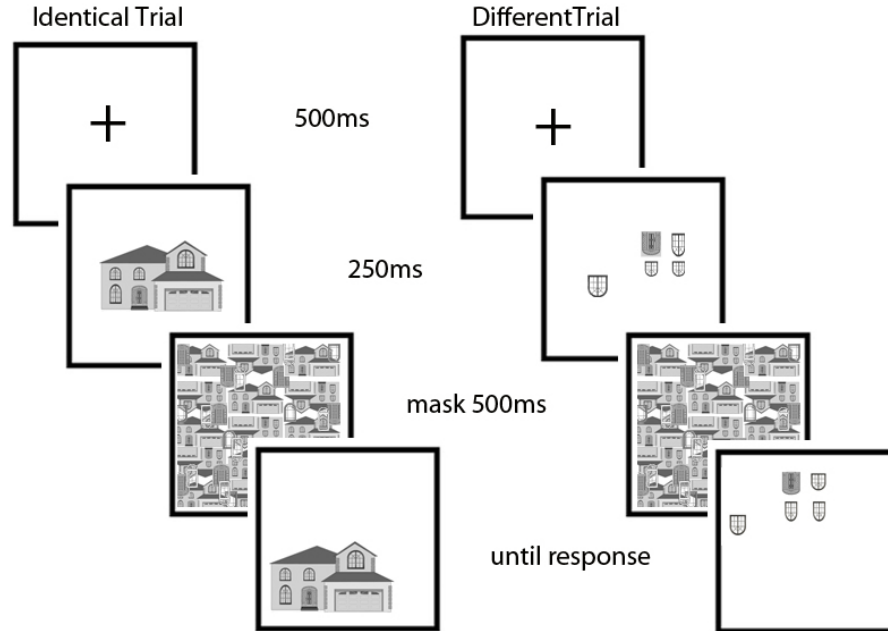 Identical Trial
DifferentTrial
500ms
250ms
mask 500ms
until response